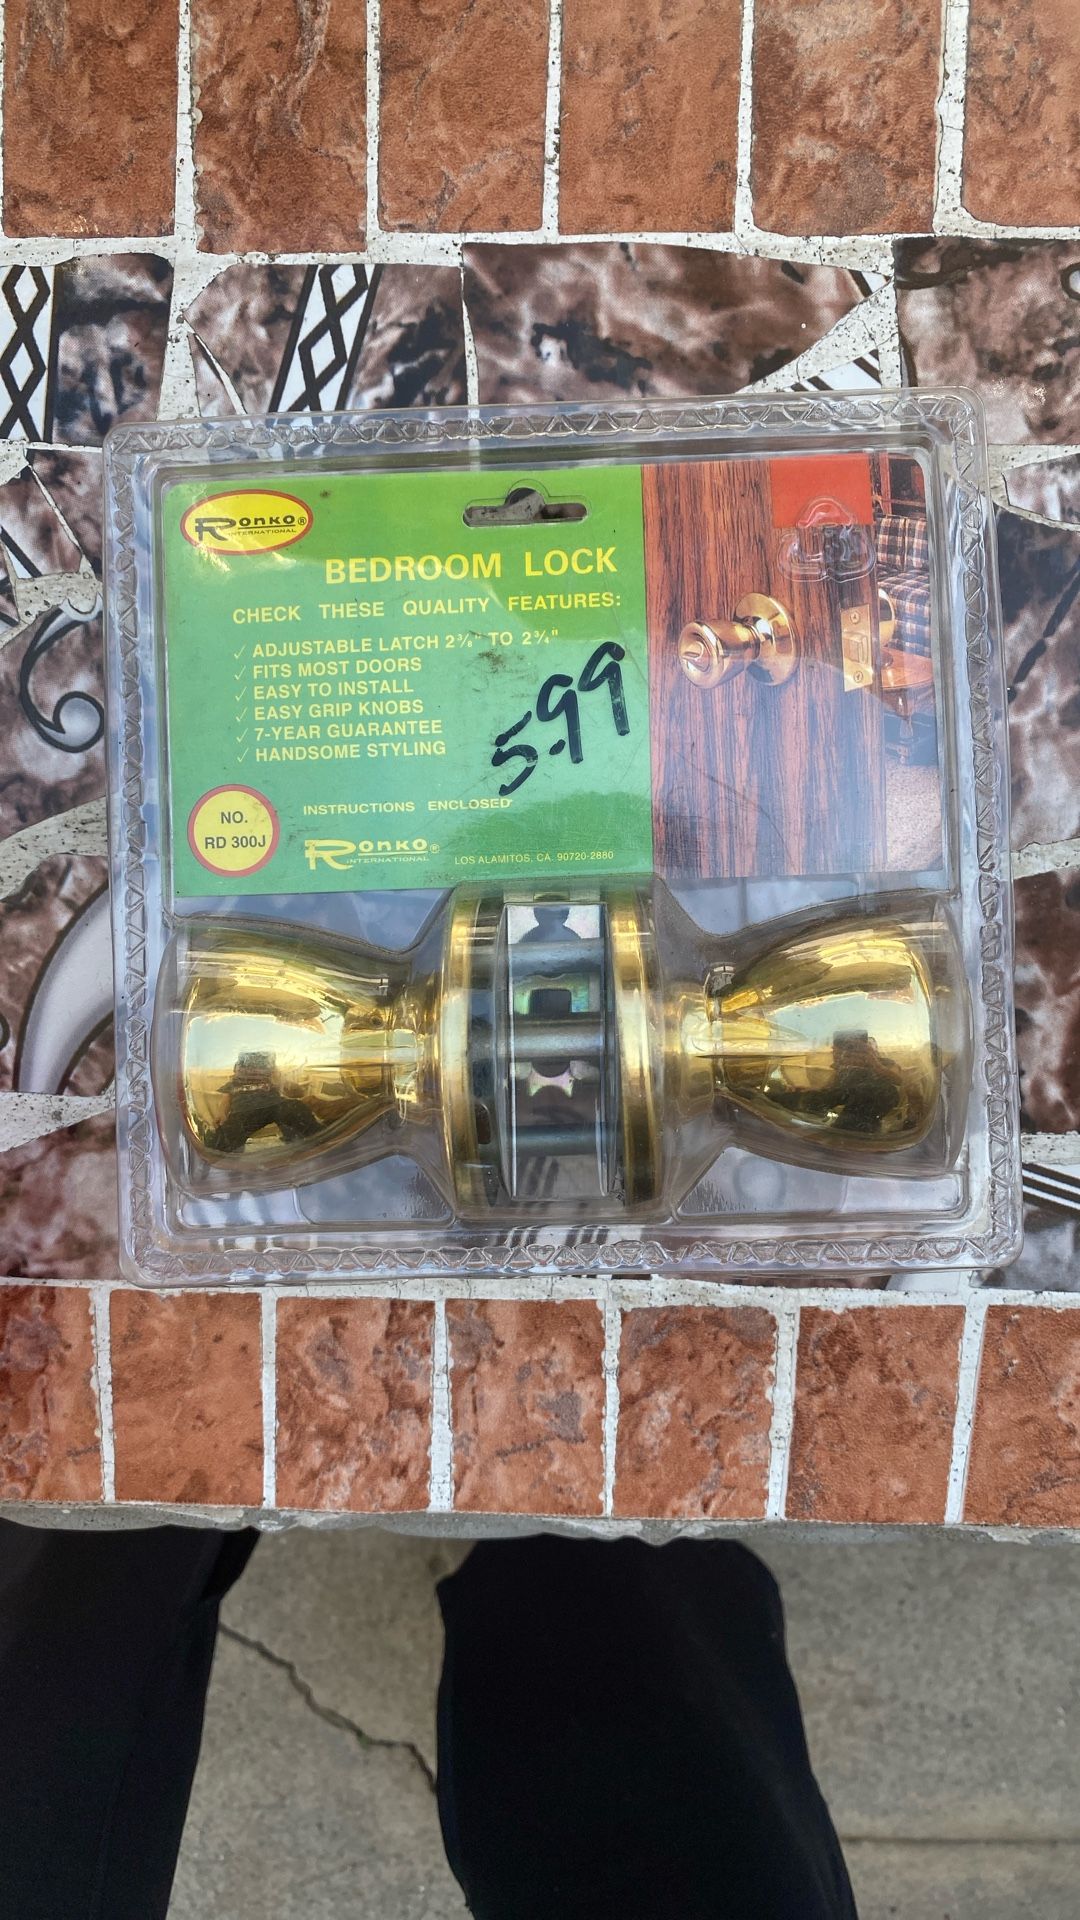 RONKO®
INTERNATIONAL
BEDROOM LOCK
CHECK THESE QUALITY FEATURES:
✓ ADJUSTABLE LATCH 2⅜" TO 2¾"
✓ FITS MOST DOORS
✓ EASY TO INSTALL
✓ EASY GRIP KNOBS
✓ 7-YEAR GUARANTEE
✓ HANDSOME STYLING
5.99
NO.
RD 300J
INSTRUCTIONS ENCLOSED
RONKO®
INTERNATIONAL
LOS ALAMITOS, CA. 90720-2880